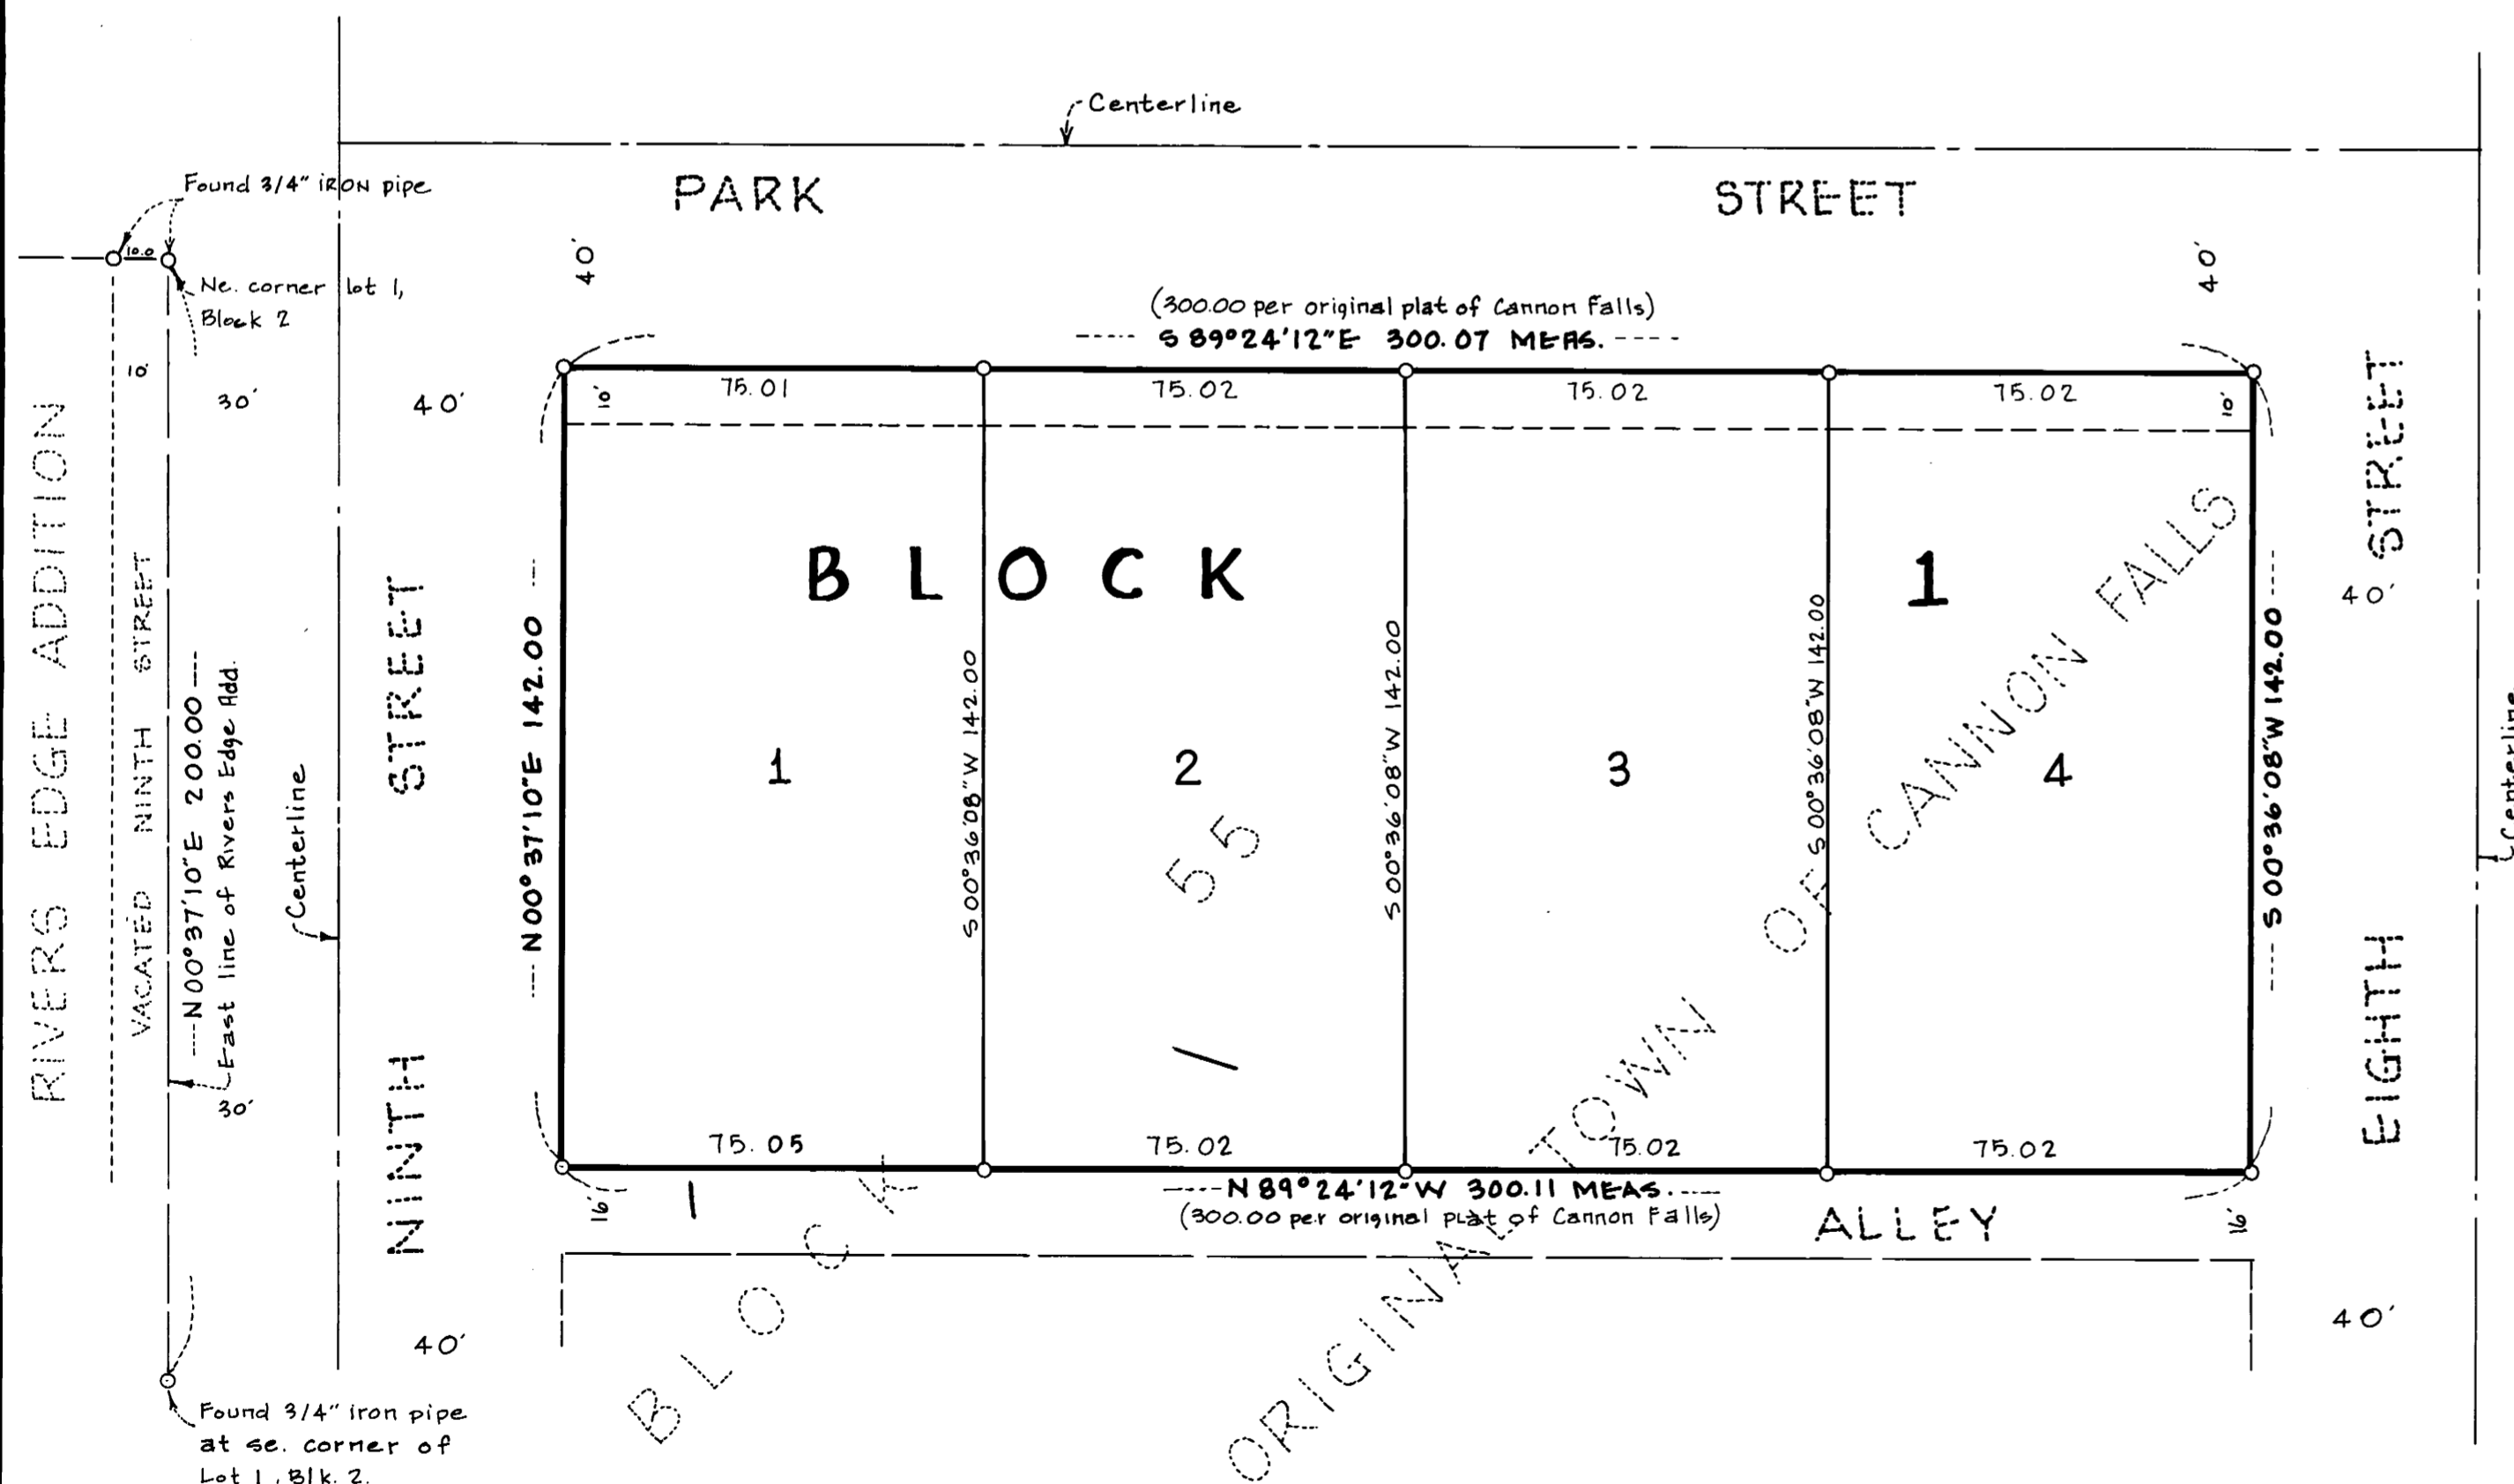 Centerline
PARK STREET
Found 3/4" iRON pipe
10.0
Ne. corner lot 1,
Block 2
40'
40'
(300.00 per original plat of Cannon Falls)
S 89°24'12"E 300.07 MEAS.
10'
30'
40'
10'
75.01
75.02
75.02
75.02
10'
RIVERS EDGE ADDITION
VACATED NINTH STREET
N00°37'10"E 200.00
East line of Rivers Edge Add.
30'
Centerline
NINTH STREET
N00°37'10"E 142.00
BLOCK 1
S 00°36'08"W 142.00
S 00°36'08"W 142.00
S 00°36'08"W 142.00
S 00°36'08"W 142.00
1
2
3
4
EIGHTH STREET
40'
Centerline
75.05
75.02
75.02
75.02
N 89°24'12"W 300.11 MEAS.
(300.00 per original PLat of Cannon Falls)
16'
ALLEY
16'
BLOCK 55
ORIGINAL TOWN OF CANNON FALLS
40'
40'
Found 3/4" iron pipe
at se. corner of
Lot 1, Blk. 2.